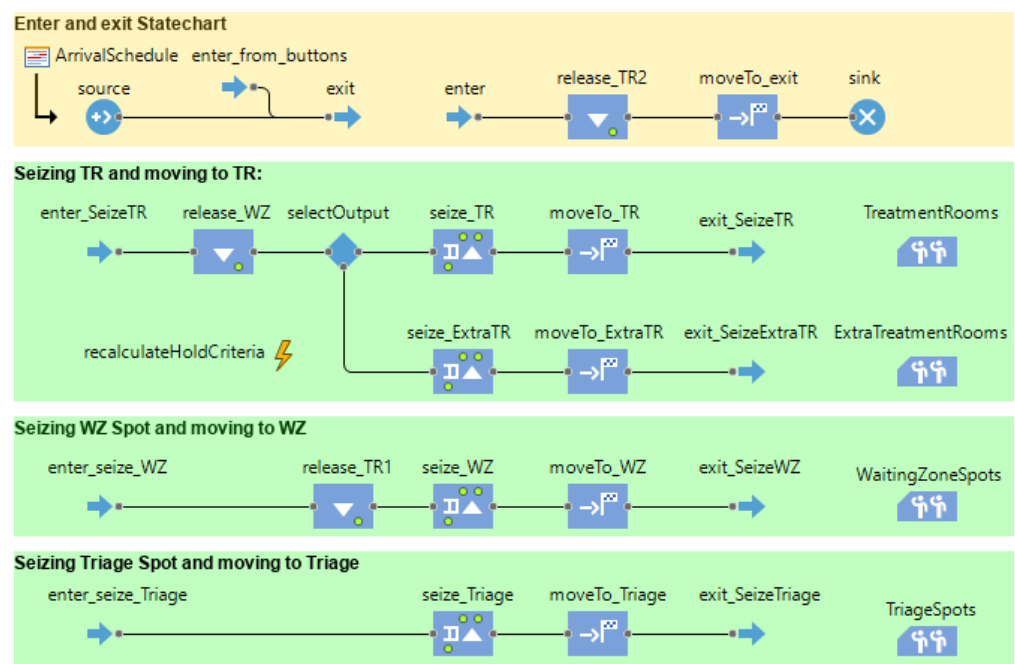 Enter and exit Statechart
ArrivalSchedule enter_from_buttons
source exit enter release_TR2 moveTo_exit sink
Seizing TR and moving to TR:
enter_SeizeTR release_WZ selectOutput seize_TR moveTo_TR exit_SeizeTR TreatmentRooms
recalculateHoldCriteria seize_ExtraTR moveTo_ExtraTR exit_SeizeExtraTR ExtraTreatmentRooms
Seizing WZ Spot and moving to WZ
enter_seize_WZ release_TR1 seize_WZ moveTo_WZ exit_SeizeWZ WaitingZoneSpots
Seizing Triage Spot and moving to Triage
enter_seize_Triage seize_Triage moveTo_Triage exit_SeizeTriage TriageSpots